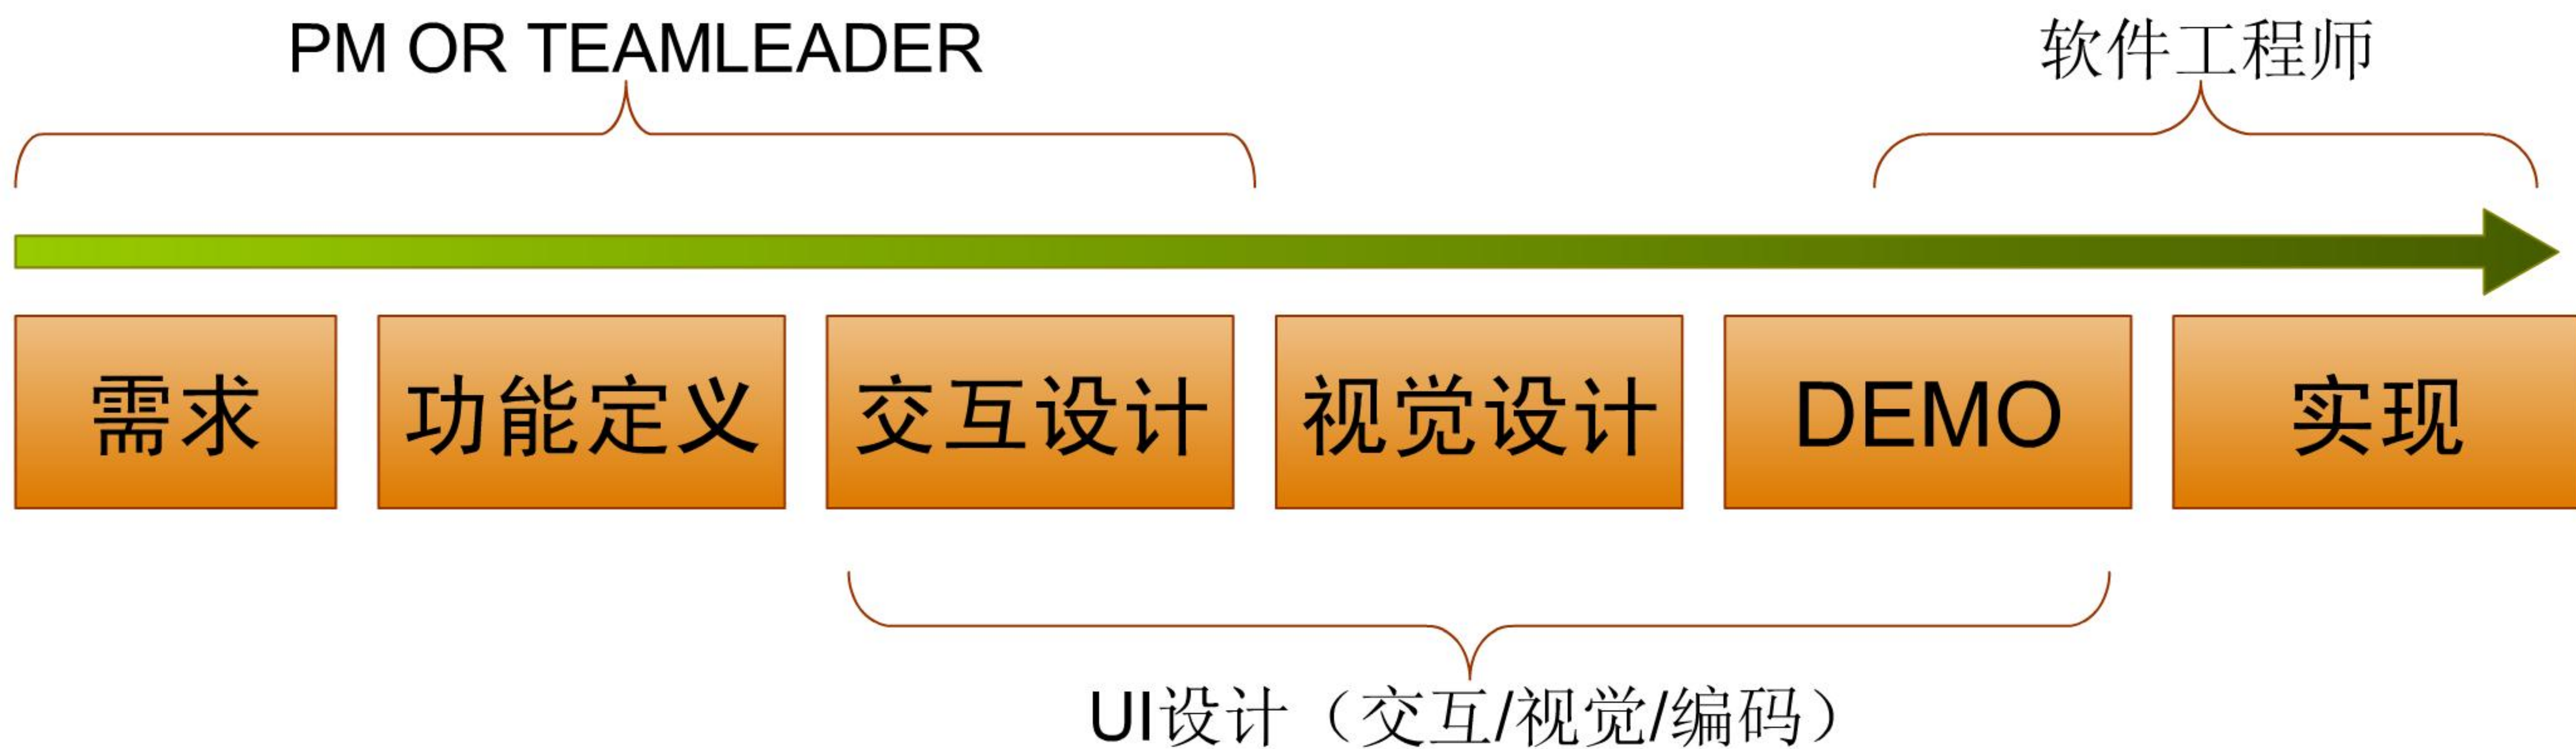 PM OR TEAMLEADER
软件工程师
需求
功能定义
交互设计
视觉设计
DEMO
实现
UI设计（交互/视觉/编码）